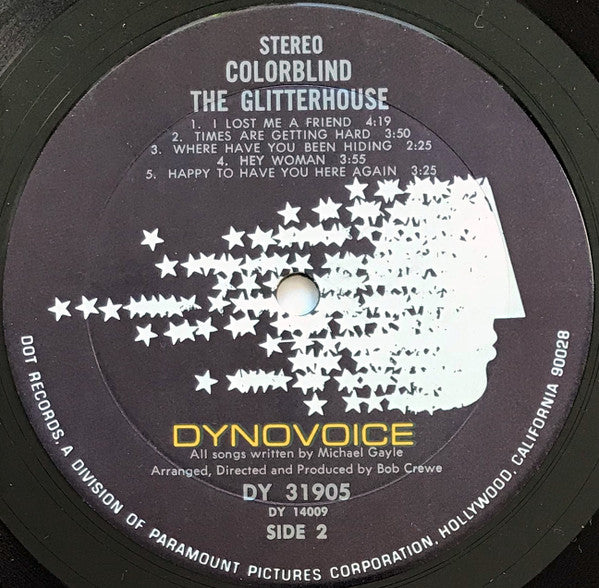 STEREO
COLORBLIND
THE GLITTERHOUSE
1. I LOST ME A FRIEND 4:19
2. TIMES ARE GETTING HARD 3:50
3. WHERE HAVE YOU BEEN HIDING 2:25
4. HEY WOMAN 3:55
5. HAPPY TO HAVE YOU HERE AGAIN 3:25
DYNOVOICE
All songs written by Michael Gayle
Arranged, Directed and Produced by Bob Crewe
DY 31905
DY 14009
SIDE 2
DOT RECORDS, A DIVISION OF PARAMOUNT PICTURES CORPORATION, HOLLYWOOD, CALIFORNIA 90028